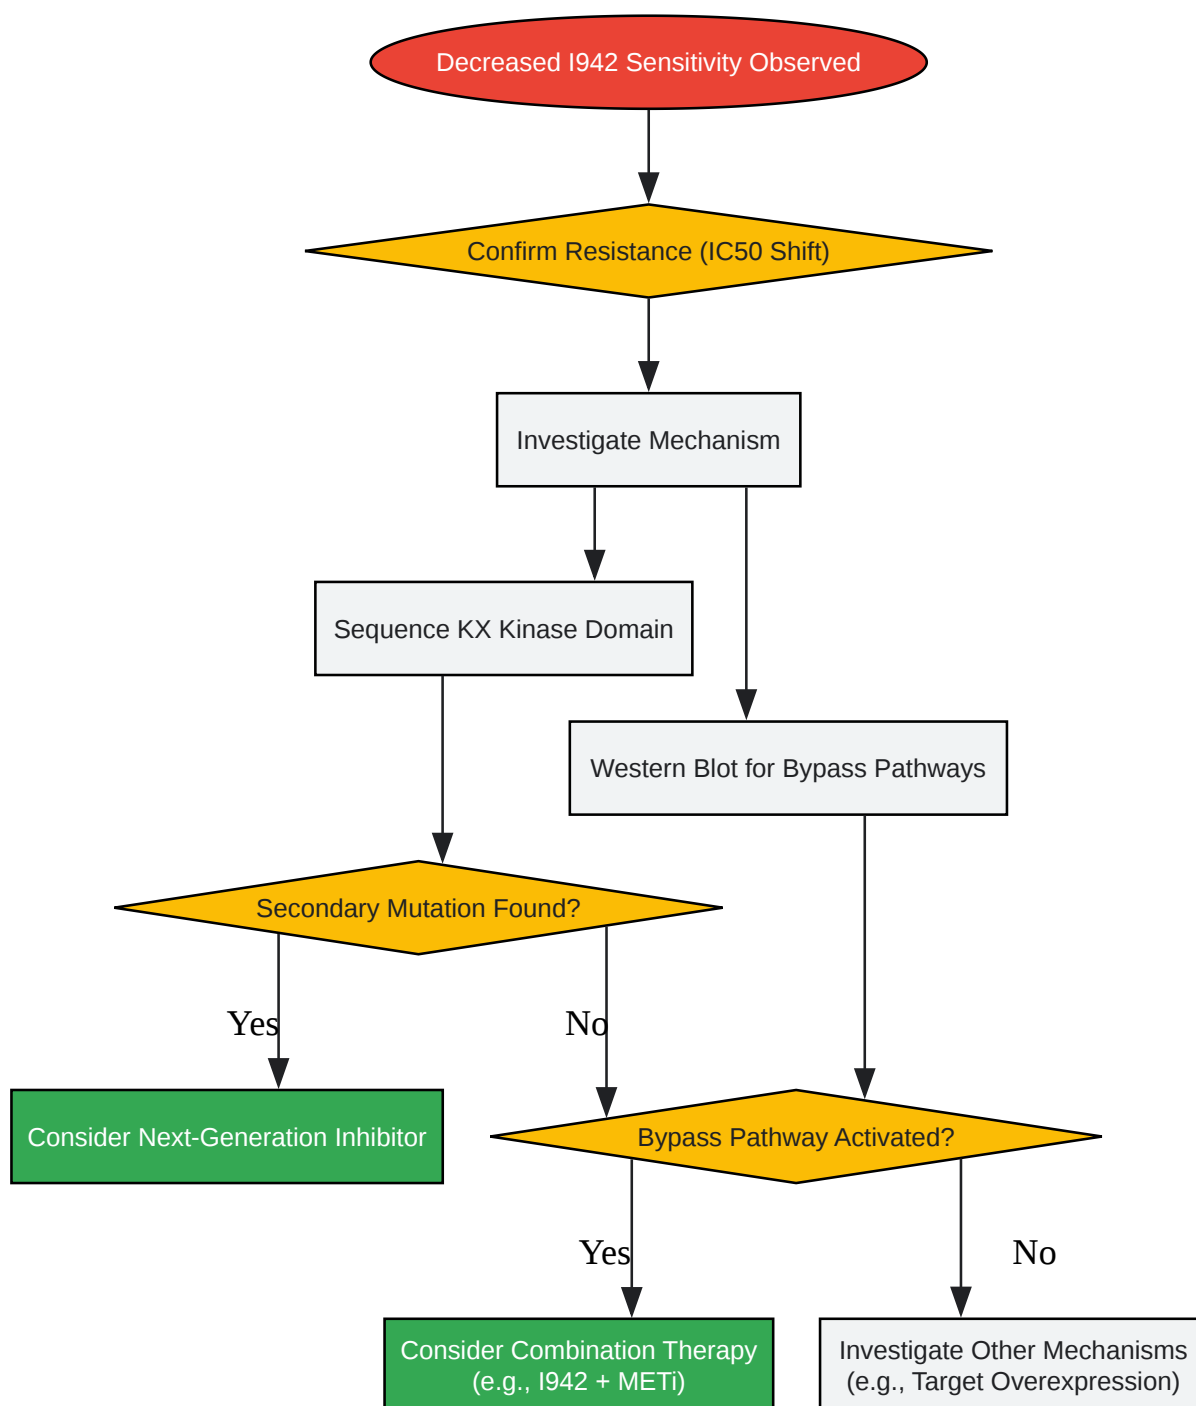 Decreased I942 Sensitivity Observed
Confirm Resistance (IC50 Shift)
Investigate Mechanism
Sequence KX Kinase Domain
Western Blot for Bypass Pathways
Secondary Mutation Found?
Yes
No
Consider Next-Generation Inhibitor
Bypass Pathway Activated?
Yes
No
Consider Combination Therapy
(e.g., I942 + METi)
Investigate Other Mechanisms
(e.g., Target Overexpression)